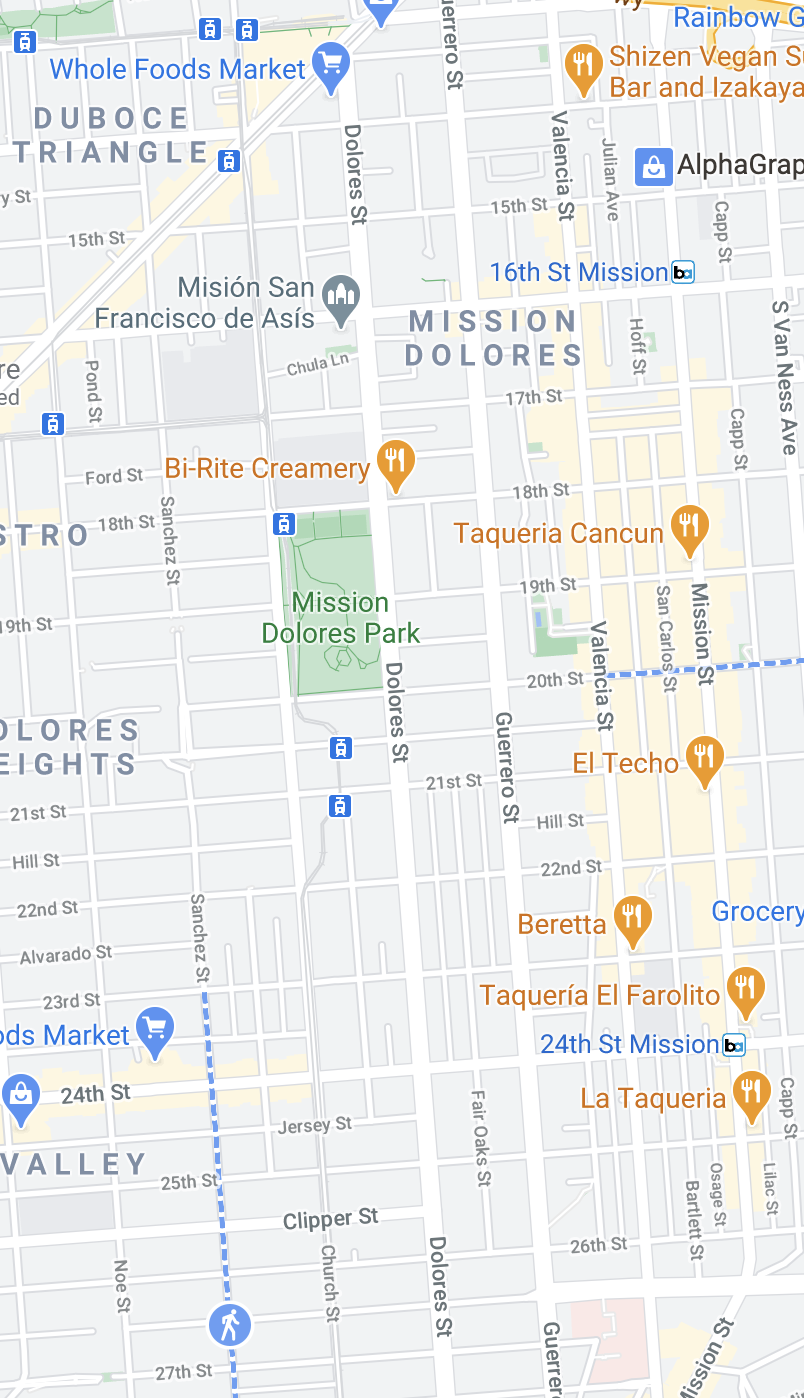 Wy
Rainbow G
Whole Foods Market
Guerrero St
Shizen Vegan Su
Bar and Izakaya
DUBOCE
TRIANGLE
Dolores St
Valencia St
Julian Ave
AlphaGrap
ry St
15th St
15th St
Capp St
16th St Mission
Misión San
Francisco de Asís
MISSION
DOLORES
Hoff St
S Van Ness Ave
Chula Ln
re
ed
Pond St
17th St
Capp St
Bi-Rite Creamery
Ford St
18th St
Sanchez St
STRO
18th St
Taqueria Cancun
19th St
Mission
Dolores Park
San Carlos St
Mission St
19th St
Valencia St
20th St
Dolores St
OLORES
EIGHTS
Guerrero St
El Techo
21st St
21st St
Hill St
Hill St
22nd St
22nd St
Sanchez St
Beretta
Grocery
Alvarado St
23rd St
Taquería El Farolito
ods Market
24th St Mission
24th St
La Taqueria
Capp St
Fair Oaks St
Jersey St
VALLEY
25th St
Bartlett St
Osage St
Lilac St
Clipper St
26th St
Noe St
Church St
Dolores St
Guerrero
Mission St
27th St